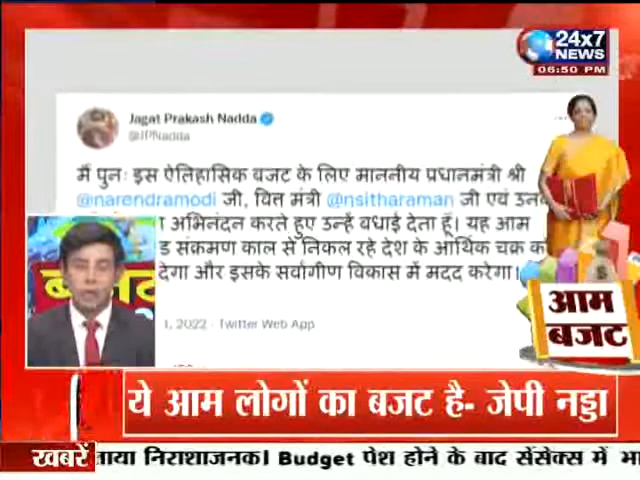 24x7
NEWS
06:50 PM
Jagat Prakash Nadda
@JPNadda
मैं पुनः इस ऐतिहासिक बजट के लिए माननीय प्रधानमंत्री श्री
@narendramodi जी, वित्त मंत्री @nsitharaman जी एवं
अभिनंदन करते हुए उन्हें बधाई देता हूँ। यह आम
संक्रमण काल से निकल रहे देश के आर्थिक चक्र
देगा और इसके सर्वांगीण विकास में मदद करेगा।
1, 2022 · Twitter Web App
बजट
आम
बजट
ये आम लोगों का बजट है- जेपी नड्डा
खबरें
निराशाजनक। Budget पेश होने के बाद सेंसेक्स में